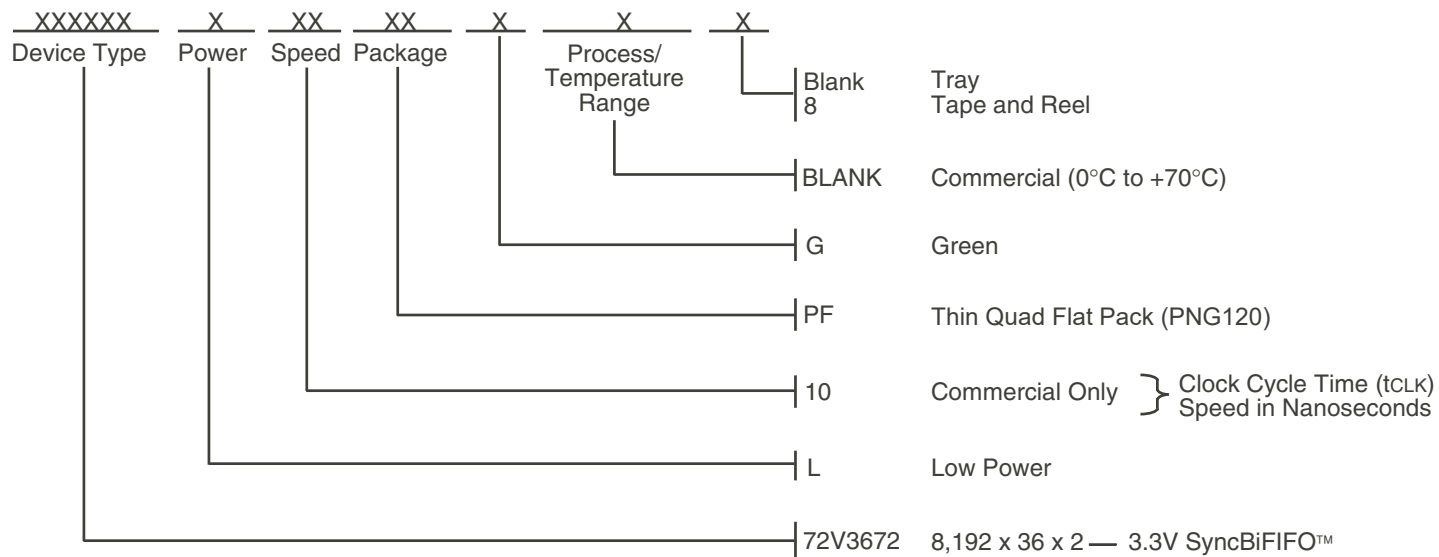 XXXXXX X XX XX X X X
Device Type Power Speed Package Process/
Temperature
Range
Blank Tray
8 Tape and Reel
BLANK Commercial (0°C to +70°C)
G Green
PF Thin Quad Flat Pack (PNG120)
10 Commercial Only } Clock Cycle Time (tCLK)
Speed in Nanoseconds
L Low Power
72V3672 8,192 x 36 x 2 — 3.3V SyncBiFIFO™